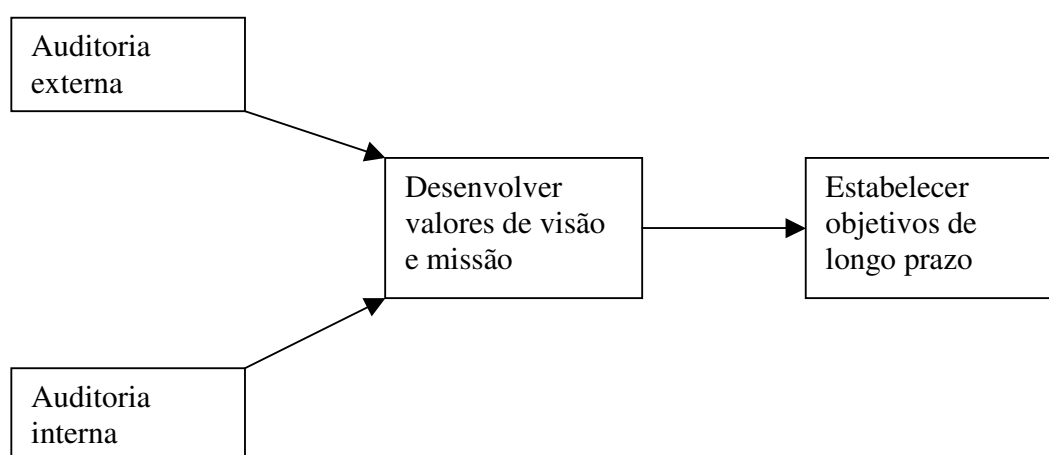 Auditoria
externa
Desenvolver
valores de visão
e missão
Estabelecer
objetivos de
longo prazo
Auditoria
interna